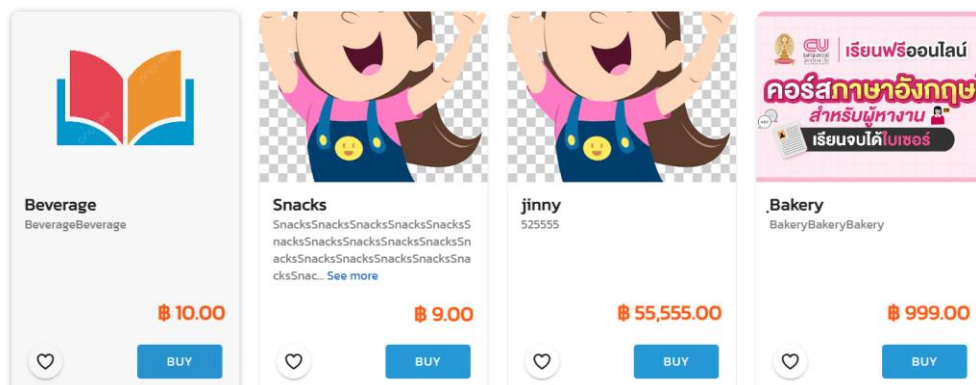 Beverage
BeverageBeverage
฿ 10.00
BUY
Snacks
SnacksSnacksSnacksSnacksSnacksS
nacksSnacksSnacksSnacksSnacksSn
acksSnacksSnacksSnacksSnacksSna
cksSnac... See more
฿ 9.00
BUY
jinny
525555
฿ 55,555.00
BUY
เรียนฟรีออนไลน์
คอร์สภาษาอังกฤษ
สำหรับผู้หางาน
เรียนจบได้ใบเซอร์
ฺBakery
BakeryBakeryBakery
฿ 999.00
BUY